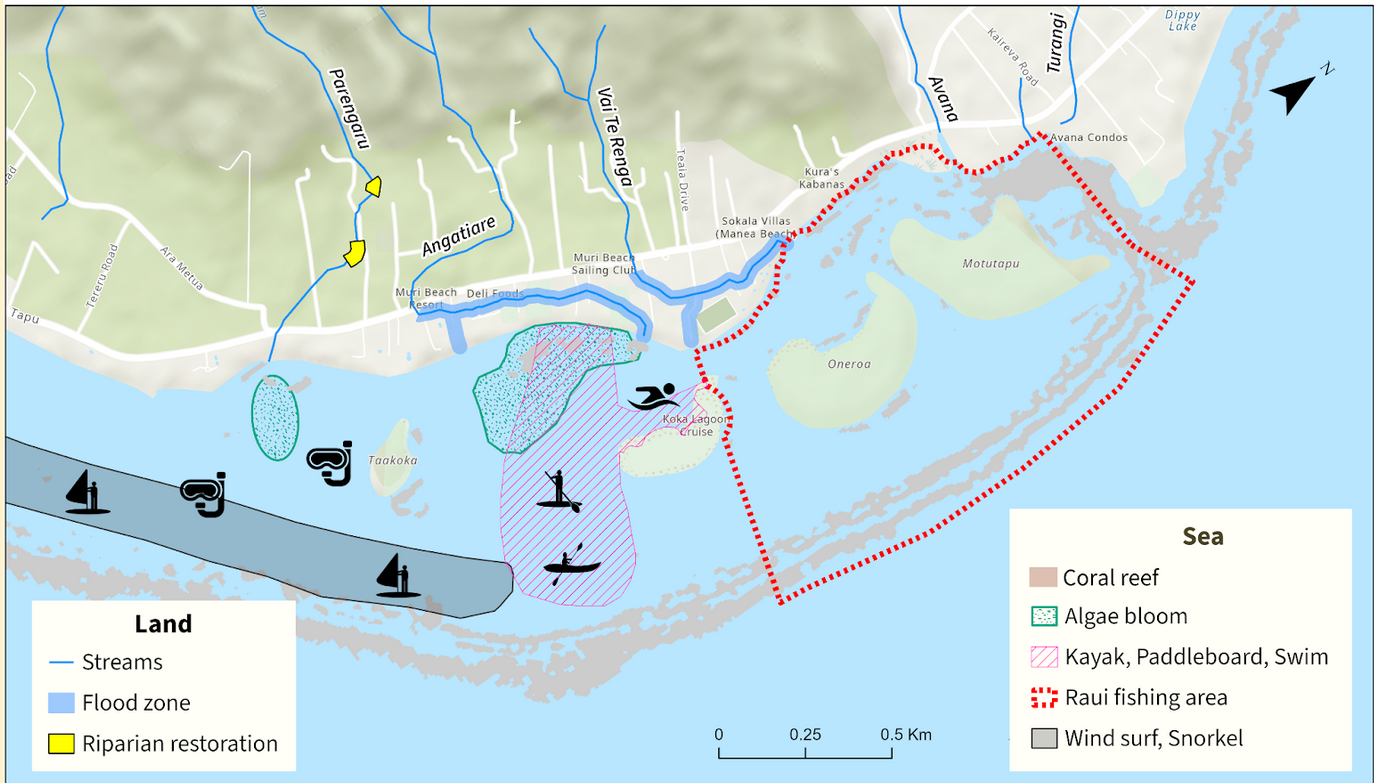 Dippy
Lake
N
Kaireva Road
Turangi
Avana
Avana Condos
Parengaru
Vai Te Renga
Teaia Drive
Kura's
Kabanas
Sokala Villas
(Manea Beach)
Angatiare
Ara Metua
Tereru Road
Tapu
Muri Beach
Sailing Club
Muri Beach
Resort
Deli Foods
Motutapu
Oneroa
Koka Lagoon
Cruise
Taakoka
Land
Streams
Flood zone
Riparian restoration
0 0.25 0.5 Km
Sea
Coral reef
Algae bloom
Kayak, Paddleboard, Swim
Raui fishing area
Wind surf, Snorkel